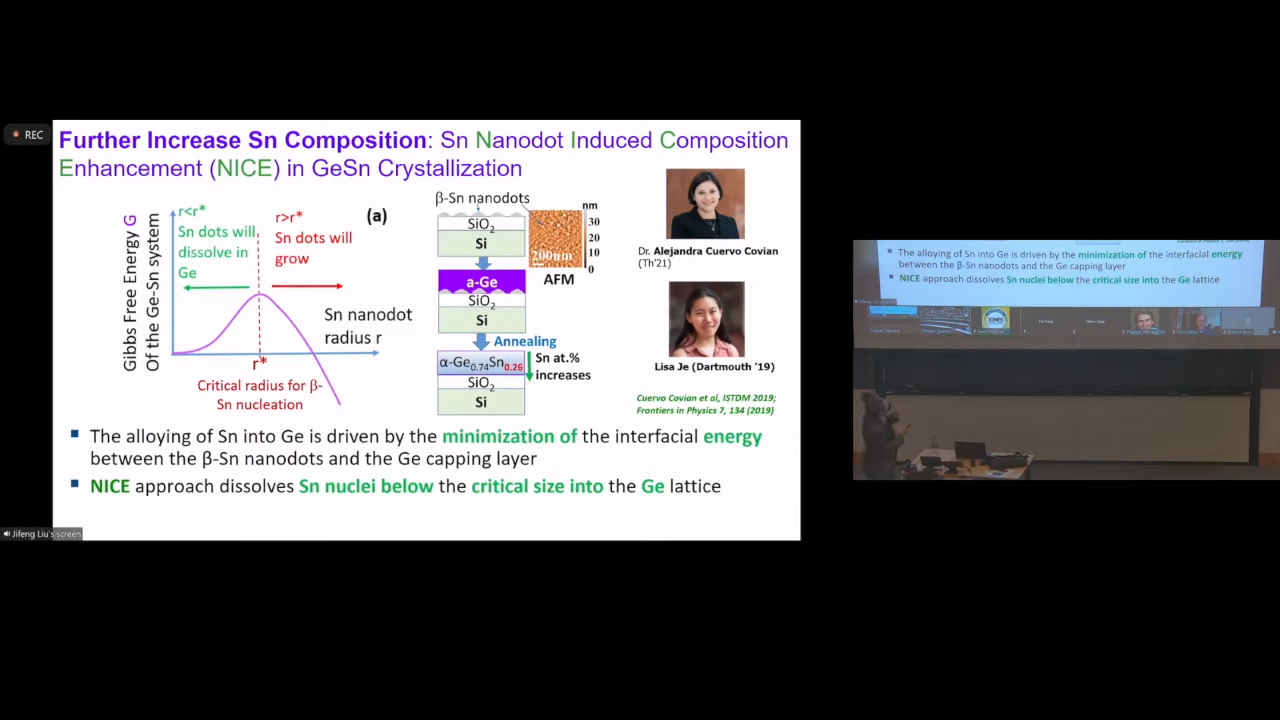 REC
Further Increase Sn Composition: Sn Nanodot Induced Composition
Enhancement (NICE) in GeSn Crystallization
Gibbs Free Energy G
Of the Ge-Sn system
r<r*
Sn dots will
dissolve in
Ge
r>r*
Sn dots will
grow
(a)
Sn nanodot
radius r
r*
Critical radius for β-
Sn nucleation
β-Sn nanodots
SiO2
Si
200nm
nm
30
20
10
0
AFM
a-Ge
SiO2
Si
Annealing
α-Ge0.74Sn0.26
SiO2
Si
Sn at.%
increases
Dr. Alejandra Cuervo Covian
(Th'21)
Lisa Je (Dartmouth '19)
Cuervo Covian et al, ISTDM 2019;
Frontiers in Physics 7, 134 (2019)
▪ The alloying of Sn into Ge is driven by the minimization of the interfacial energy
between the β-Sn nanodots and the Ge capping layer
▪ NICE approach dissolves Sn nuclei below the critical size into the Ge lattice
Jifeng Liu's screen
▪ The alloying of Sn into Ge is driven by the minimization of the interfacial energy
between the β-Sn nanodots and the Ge capping layer
▪ NICE approach dissolves Sn nuclei below the critical size into the Ge lattice